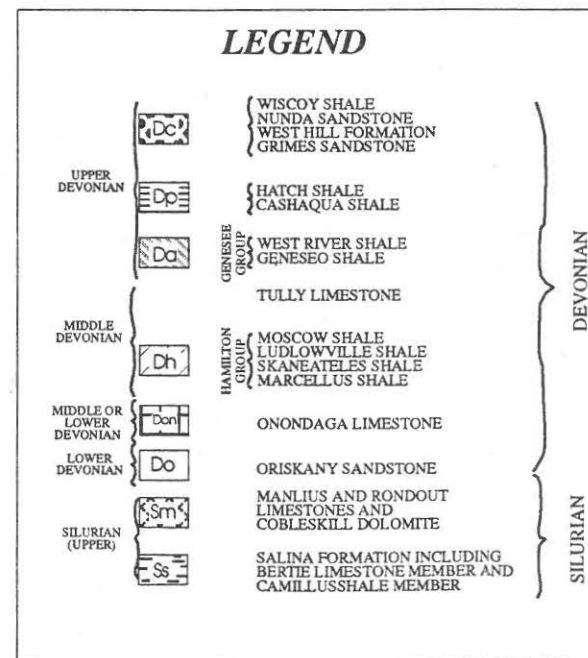 LEGEND
UPPER
DEVONIAN
Dc
WISCOY SHALE
NUNDA SANDSTONE
WEST HILL FORMATION
GRIMES SANDSTONE
Dp
HATCH SHALE
CASHAQUA SHALE
Da
GENESEE
GROUP
WEST RIVER SHALE
GENESEO SHALE
TULLY LIMESTONE
MIDDLE
DEVONIAN
Dh
HAMILTON
GROUP
MOSCOW SHALE
LUDLOWVILLE SHALE
SKANEATELES SHALE
MARCELLUS SHALE
MIDDLE OR
LOWER
DEVONIAN
Don
ONONDAGA LIMESTONE
LOWER
DEVONIAN
Do
ORISKANY SANDSTONE
DEVONIAN
SILURIAN
(UPPER)
Sm
MANLIUS AND RONDOUT
LIMESTONES AND
COBLESKILL DOLOMITE
Ss
SALINA FORMATION INCLUDING
BERTIE LIMESTONE MEMBER AND
CAMILLUSSHALE MEMBER
SILURIAN